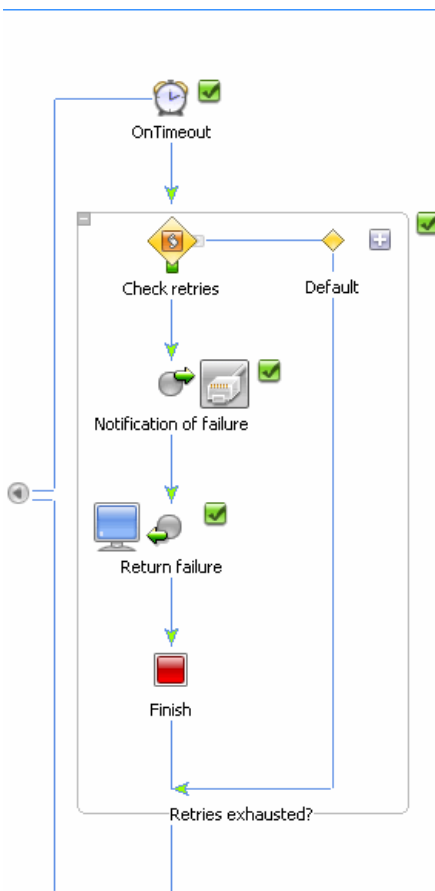 OnTimeout
Check retries
Default
Notification of failure
Return failure
Finish
Retries exhausted?